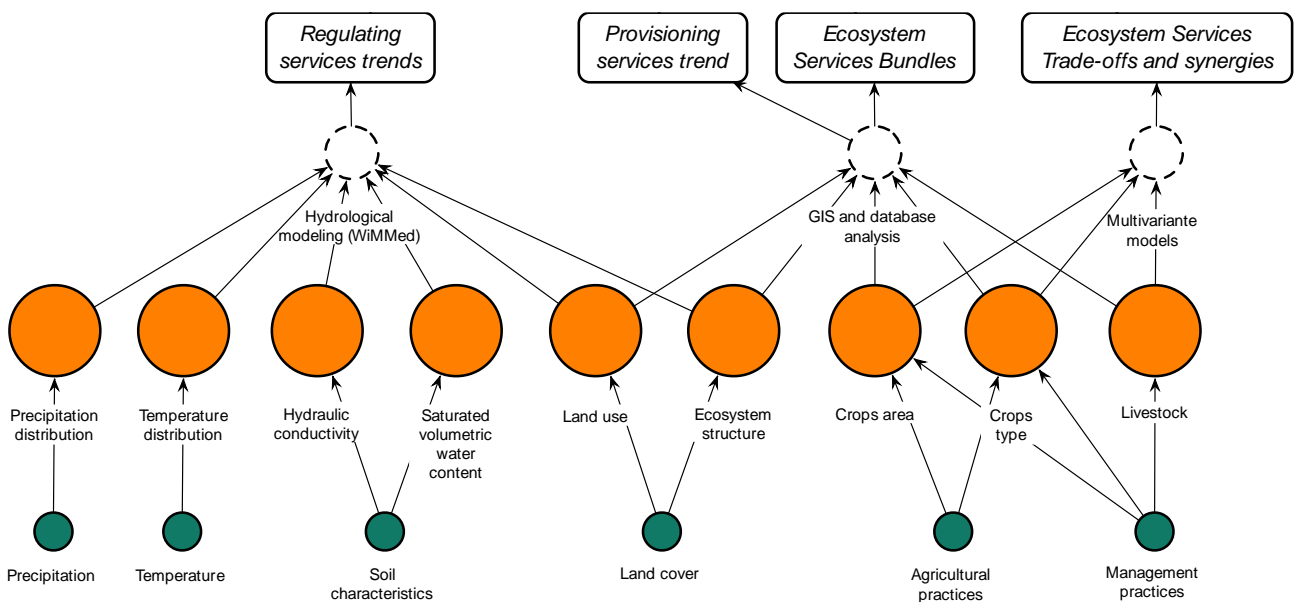 Regulating
services trends
Provisioning
services trend
Ecosystem
Services Bundles
Ecosystem Services
Trade-offs and synergies
Hydrological
modeling (WiMMed)
GIS and database
analysis
Multivariante
models
Precipitation
distribution
Temperature
distribution
Hydraulic
conductivity
Saturated
volumetric
water
content
Land use
Ecosystem
structure
Crops area
Crops
type
Livestock
Precipitation
Temperature
Soil
characteristics
Land cover
Agricultural
practices
Management
practices